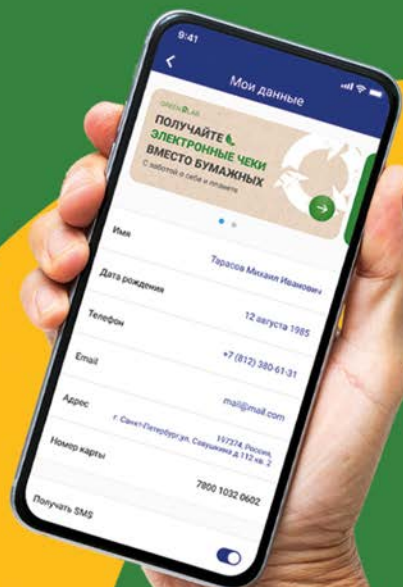 9:41
Мои данные
GREEN LAB
ПОЛУЧАЙТЕ
ЭЛЕКТРОННЫЕ ЧЕКИ
ВМЕСТО БУМАЖНЫХ
С заботой о себе и планете
Имя
Тарасов Михаил Иванович
Дата рождения
12 августа 1985
Телефон
+7 (812) 380-61-31
Email
mail@mail.com
Адрес
197374, Россия,
г. Санкт-Петербург,ул. Савушкина д.112 кв. 2
Номер карты
7800 1032 0602
Получать SMS